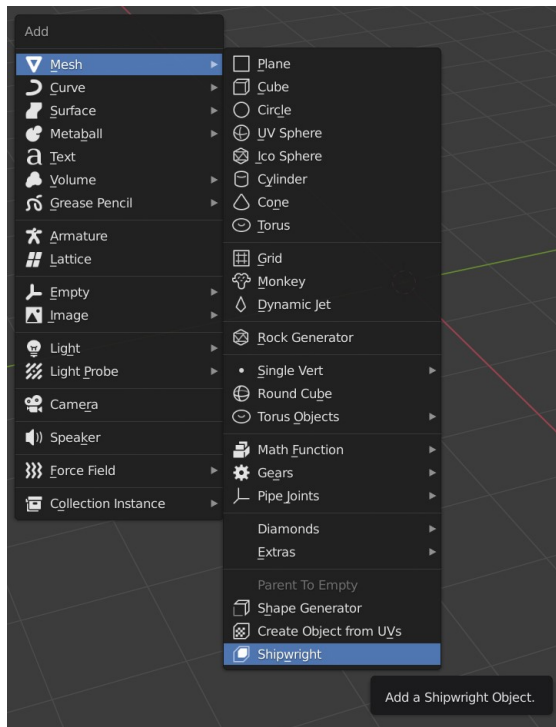 Add
Mesh
Curve
Surface
Metaball
Text
Volume
Grease Pencil
Armature
Lattice
Empty
Image
Light
Light Probe
Camera
Speaker
Force Field
Collection Instance
Plane
Cube
Circle
UV Sphere
Ico Sphere
Cylinder
Cone
Torus
Grid
Monkey
Dynamic Jet
Rock Generator
Single Vert
Round Cube
Torus Objects
Math Function
Gears
Pipe Joints
Diamonds
Extras
Parent To Empty
Shape Generator
Create Object from UVs
Shipwright
Add a Shipwright Object.